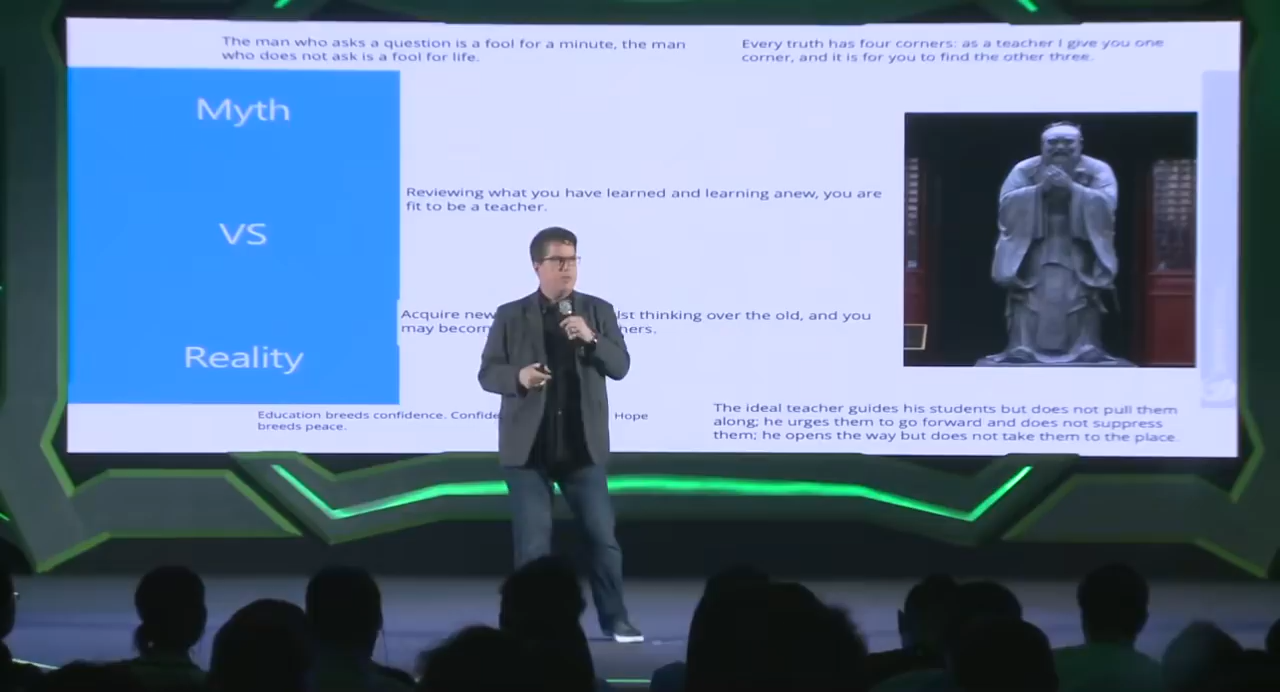 The man who asks a question is a fool for a minute, the man
who does not ask is a fool for life.
Every truth has four corners: as a teacher I give you one
corner, and it is for you to find the other three.
Myth
vs
Reality
Reviewing what you have learned and learning anew, you are
fit to be a teacher.
Acquire new thinking over the old, and you
may
Education breeds confidence. Hope
breeds peace.
The ideal teacher guides his students but does not pull them
along; he urges them to go forward and does not suppress
them; he opens the way but does not take them to the place.